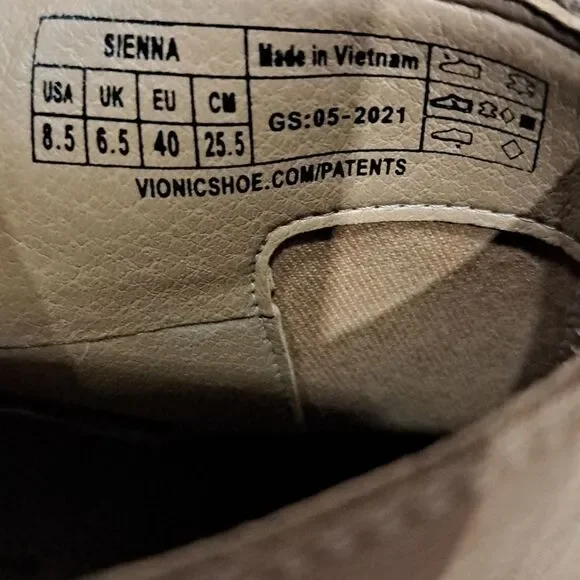 SIENNA
Made in Vietnam
USA UK EU CM
8.5 6.5 40 25.5
GS:05-2021
VIONICSHOE.COM/PATENTS